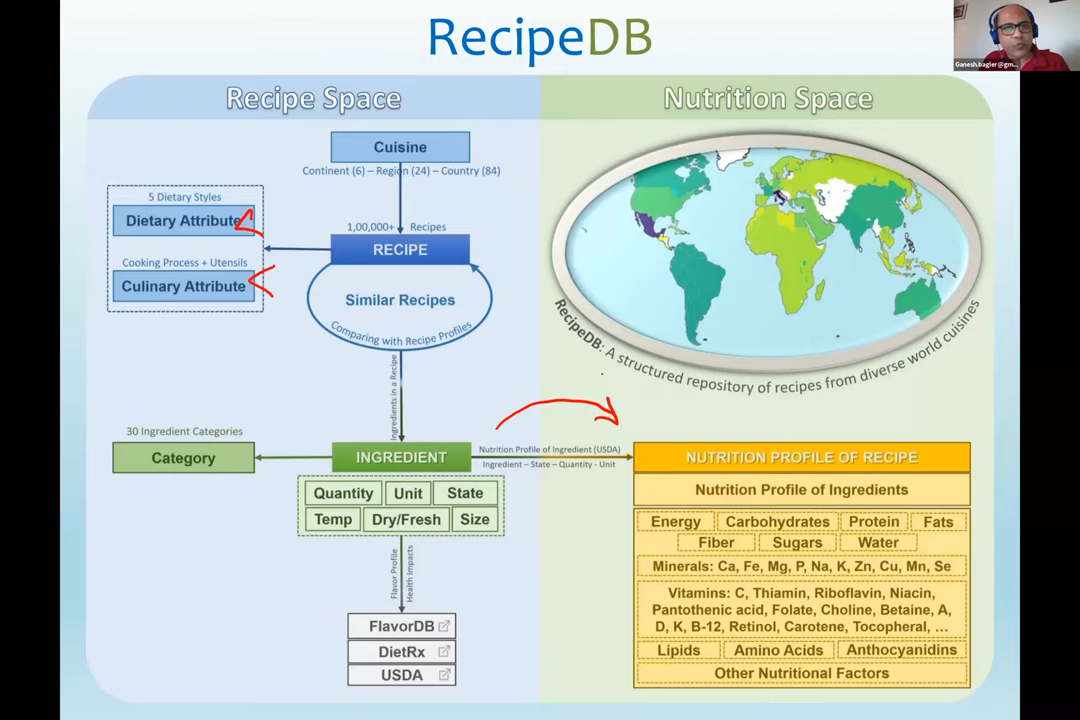 RecipeDB
Ganesh.bagler@gm...
Recipe Space
Nutrition Space
Cuisine
Continent (6) – Region (24) – Country (84)
5 Dietary Styles
Dietary Attribute
1,00,000+ Recipes
RECIPE
Cooking Process + Utensils
Culinary Attribute
Similar Recipes
Comparing with Recipe Profiles
RecipeDB: A structured repository of recipes from diverse world cuisines
Ingredients in a Recipe
30 Ingredient Categories
Category
INGREDIENT
Nutrition Profile of Ingredient (USDA)
Ingredient – State – Quantity - Unit
Quantity Unit State
Temp Dry/Fresh Size
Flavor Profile
Health Impacts
FlavorDB
DietRx
USDA
NUTRITION PROFILE OF RECIPE
Nutrition Profile of Ingredients
Energy Carbohydrates Protein Fats
Fiber Sugars Water
Minerals: Ca, Fe, Mg, P, Na, K, Zn, Cu, Mn, Se
Vitamins: C, Thiamin, Riboflavin, Niacin,
Pantothenic acid, Folate, Choline, Betaine, A,
D, K, B-12, Retinol, Carotene, Tocopheral, ...
Lipids Amino Acids Anthocyanidins
Other Nutritional Factors